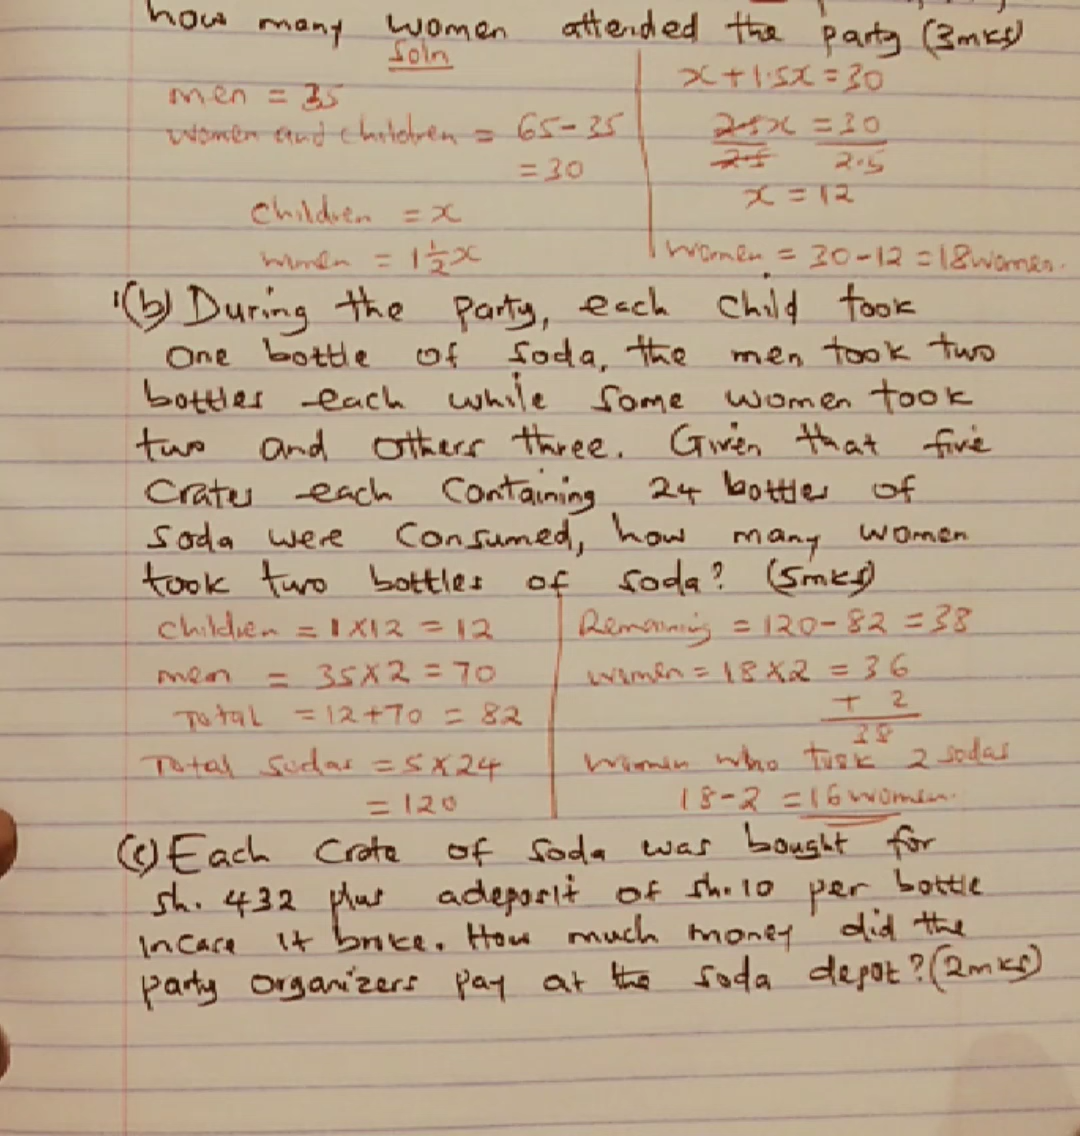 how many women attended the party (3mks)
Soln
men = 35
women and children = 65-35
= 30
children = x
women = 1 1/2 x
x + 1.5x = 30
2.5x = 30
2.5 2.5
x = 12
women = 30-12 = 18 women.
(b) During the party, each child took
one bottle of soda, the men took two
bottles each while some women took
two and others three. Given that five
crates each containing 24 bottles of
soda were consumed, how many women
took two bottles of soda? (5mks)
children = 1x12 = 12
men = 35x2 = 70
Total = 12+70 = 82
Total sodas = 5x24
= 120
Remaining = 120-82 = 38
women = 18x2 = 36
+ 2
38
women who took 2 sodas
18-2 = 16 women.
(c) Each crate of soda was bought for
sh. 432 plus adeposit of sh.10 per bottle
incase it broke. How much money did the
party organizers pay at the soda depot? (2mks)